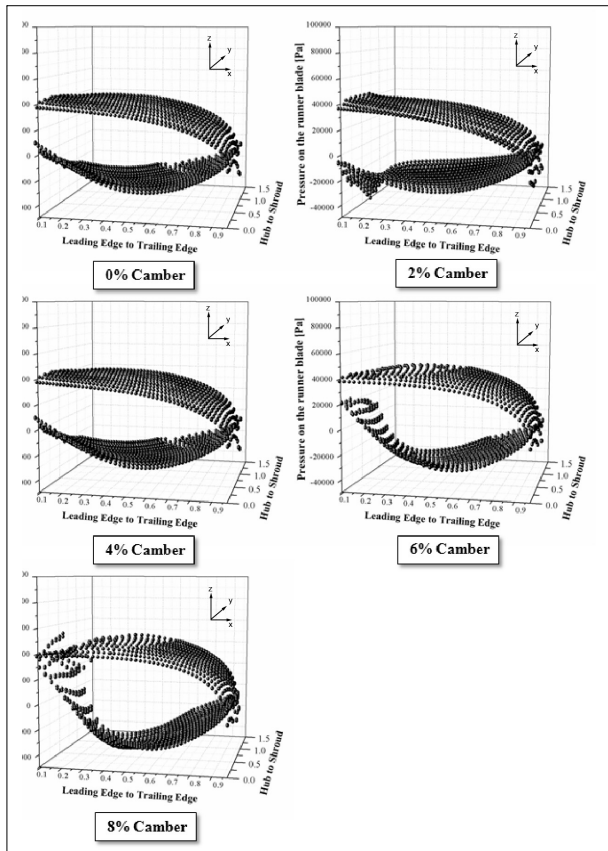 z
y
x
00
00
00
0
00
00
0.1 0.2 0.3 0.4 0.5 0.6 0.7 0.8 0.9
0.0 0.5 1.0 1.5
Leading Edge to Trailing Edge
Hub to Shroud
0% Camber
z
y
x
Pressure on the runner blade [Pa]
100000
80000
60000
40000
20000
0
-20000
-40000
0.1 0.2 0.3 0.4 0.5 0.6 0.7 0.8 0.9
0.0 0.5 1.0 1.5
Leading Edge to Trailing Edge
Hub to Shroud
2% Camber
z
y
x
0
0.1 0.2 0.3 0.4 0.5 0.6 0.7 0.8 0.9
0.0 0.5 1.0 1.5
Leading Edge to Trailing Edge
Hub to Shroud
4% Camber
z
y
x
Pressure on the runner blade [Pa]
100000
80000
60000
40000
20000
0
-20000
-40000
0.1 0.2 0.3 0.4 0.5 0.6 0.7 0.8 0.9
0.0 0.5 1.0 1.5
Leading Edge to Trailing Edge
Hub to Shroud
6% Camber
z
y
x
0
0.1 0.2 0.3 0.4 0.5 0.6 0.7 0.8 0.9
0.0 0.5 1.0 1.5
Leading Edge to Trailing Edge
Hub to Shroud
8% Camber